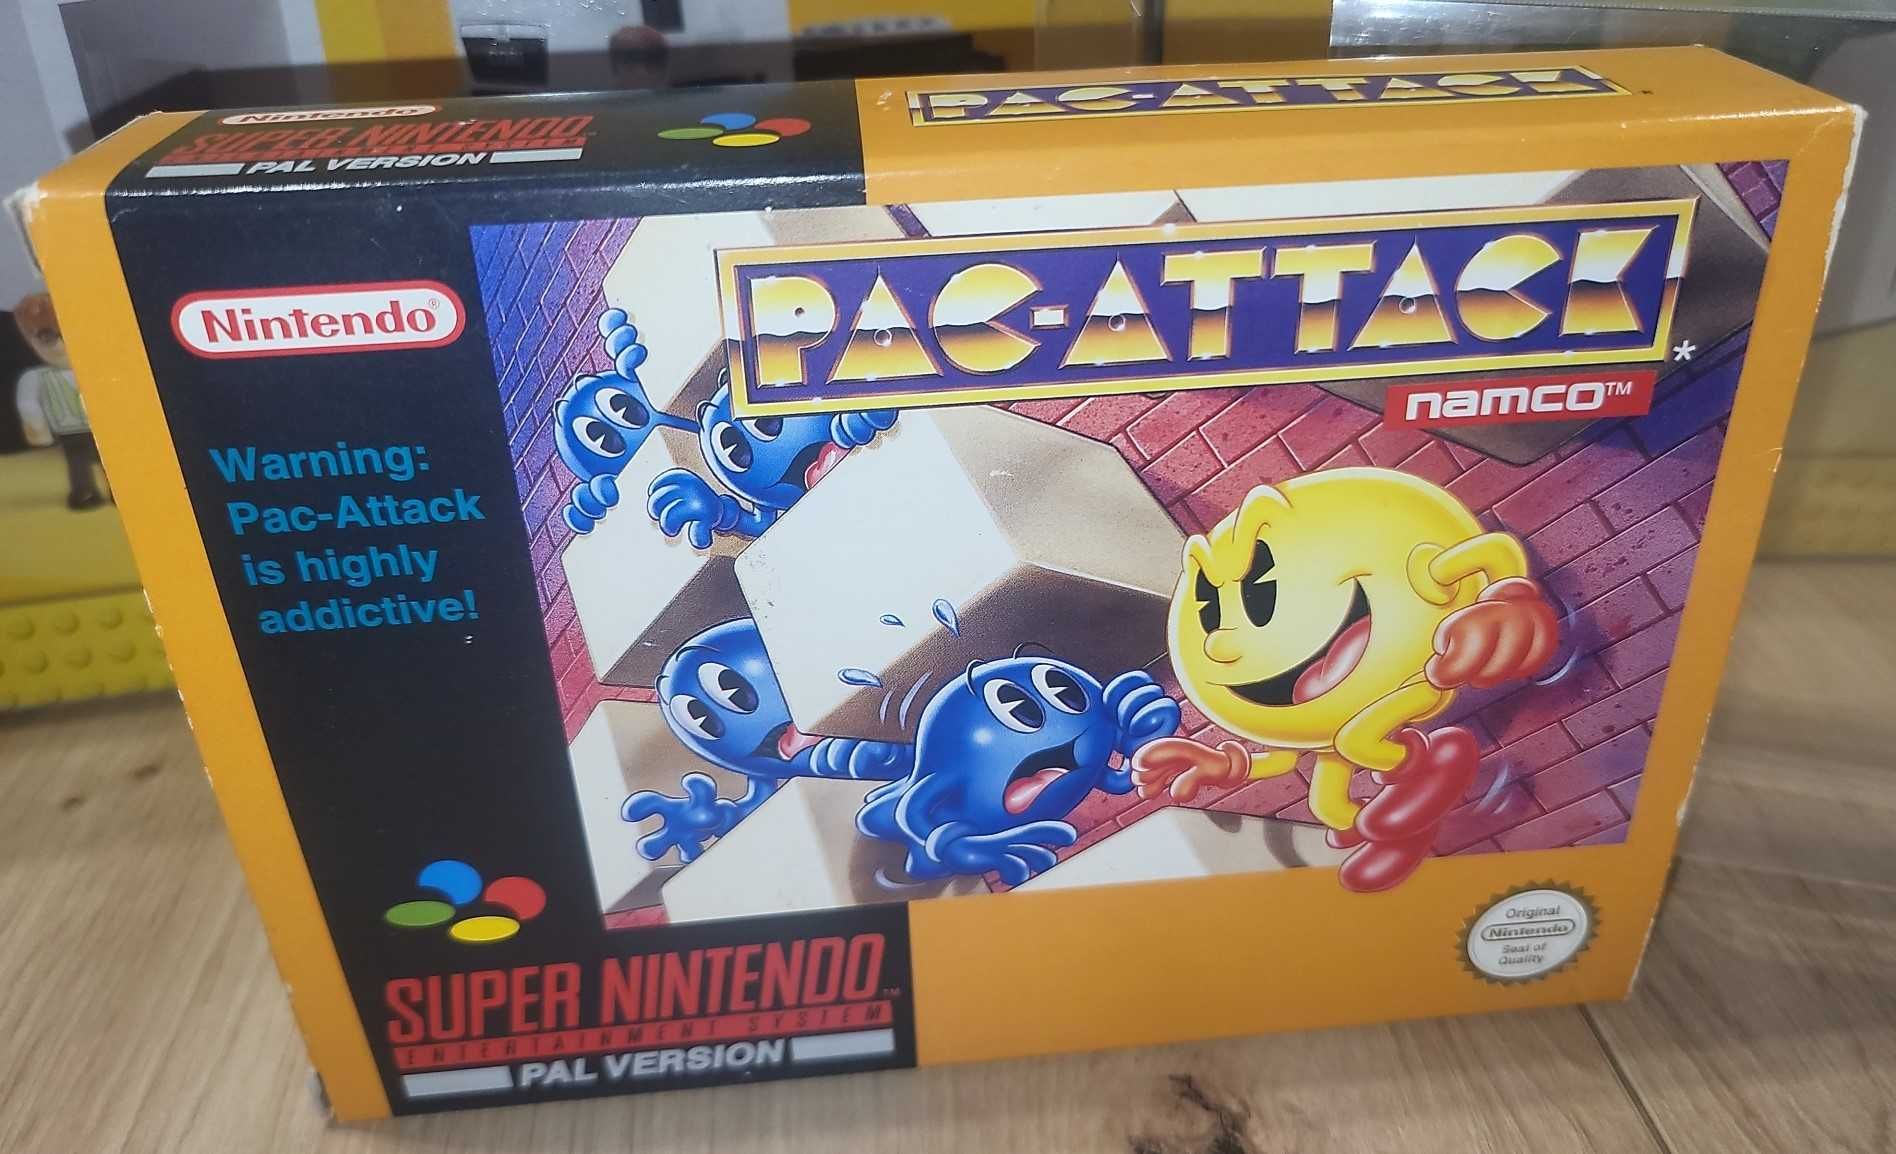 Nintendo
SUPER NINTENDO
PAL VERSION
PAC-ATTACK
Nintendo®
PAC-ATTACK
*
namco™
Warning:
Pac-Attack
is highly
addictive!
SUPER NINTENDO™
ENTERTAINMENT SYSTEM
PAL VERSION
Original
Nintendo
Seal of
Quality